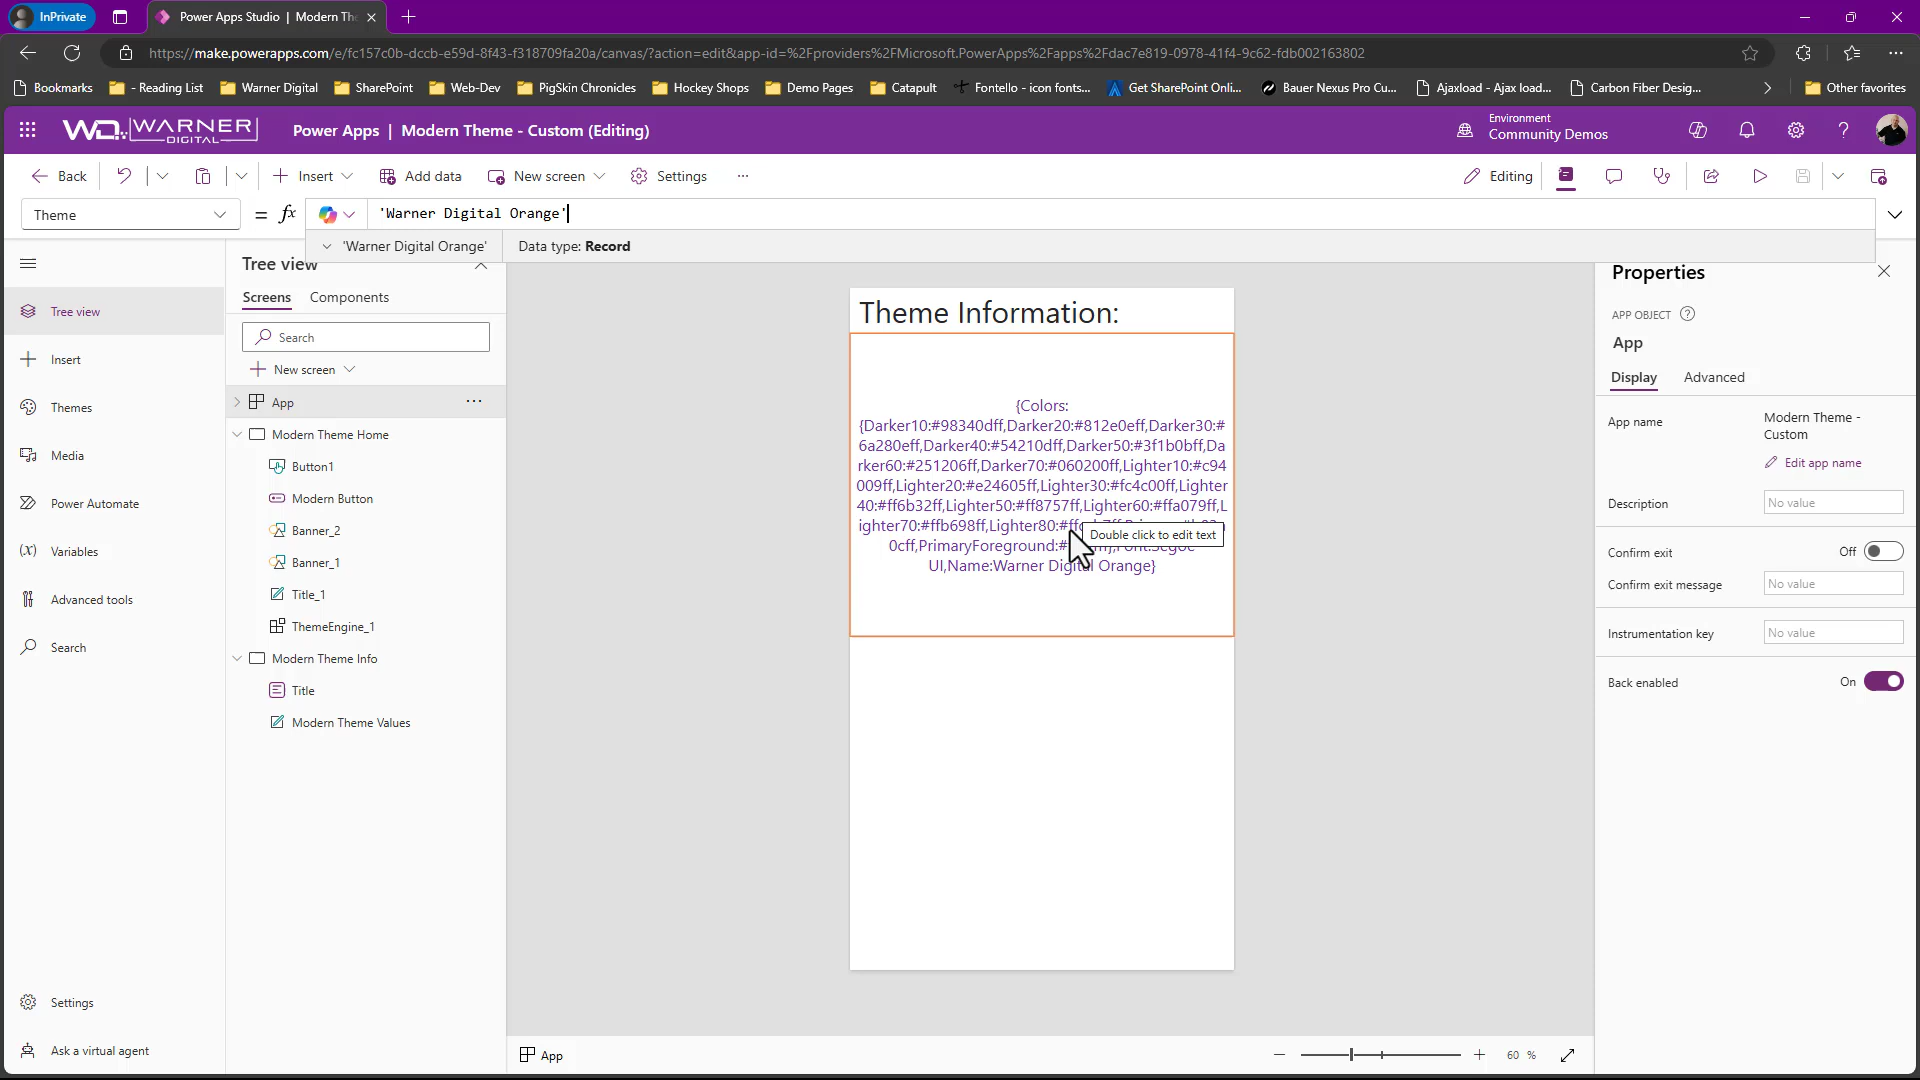 InPrivate
Power Apps Studio | Modern Th
https://make.powerapps.com/e/fc157c0b-dccb-e59d-8f43-f318709fa20a/canvas/?action=edit&app-id=%2Fproviders%2FMicrosoft.PowerApps%2Fapps%2Fdac7e819-0978-41f4-9c62-fdb002163802
Bookmarks - Reading List Warner Digital SharePoint Web-Dev PigSkin Chronicles Hockey Shops Demo Pages Catapult Fontello - icon fonts... Get SharePoint Onli... Bauer Nexus Pro Cu... Ajaxload - Ajax load... Carbon Fiber Desig... Other favorites
WD. WARNER DIGITAL Power Apps | Modern Theme - Custom (Editing)
Environment
Community Demos
Back Insert Add data New screen Settings ... Editing
Theme = fx 'Warner Digital Orange'
'Warner Digital Orange' Data type: Record
Tree view
Screens Components
Search
New screen
App ...
Modern Theme Home
Button1
Modern Button
Banner_2
Banner_1
Title_1
ThemeEngine_1
Modern Theme Info
Title
Modern Theme Values
Tree view
Insert
Themes
Media
Power Automate
Variables
Advanced tools
Search
Settings
Ask a virtual agent
Theme Information:
{Colors:
{Darker10:#98340dff,Darker20:#812e0eff,Darker30:#
6a280eff,Darker40:#54210dff,Darker50:#3f1b0bff,Da
rker60:#251206ff,Darker70:#060200ff,Lighter10:#c94
009ff,Lighter20:#e24605ff,Lighter30:#fc4c00ff,Lighter
40:#ff6b32ff,Lighter50:#ff8757ff,Lighter60:#ffa079ff,L
ighter70:#ffb698ff,Lighter80:#ff
0cff,PrimaryForeground:#
UI,Name:Warner Digital Orange}
Double click to edit text
App
60 %
Properties
APP OBJECT
App
Display Advanced
App name Modern Theme -
Custom
Edit app name
Description No value
Confirm exit Off
Confirm exit message No value
Instrumentation key No value
Back enabled On